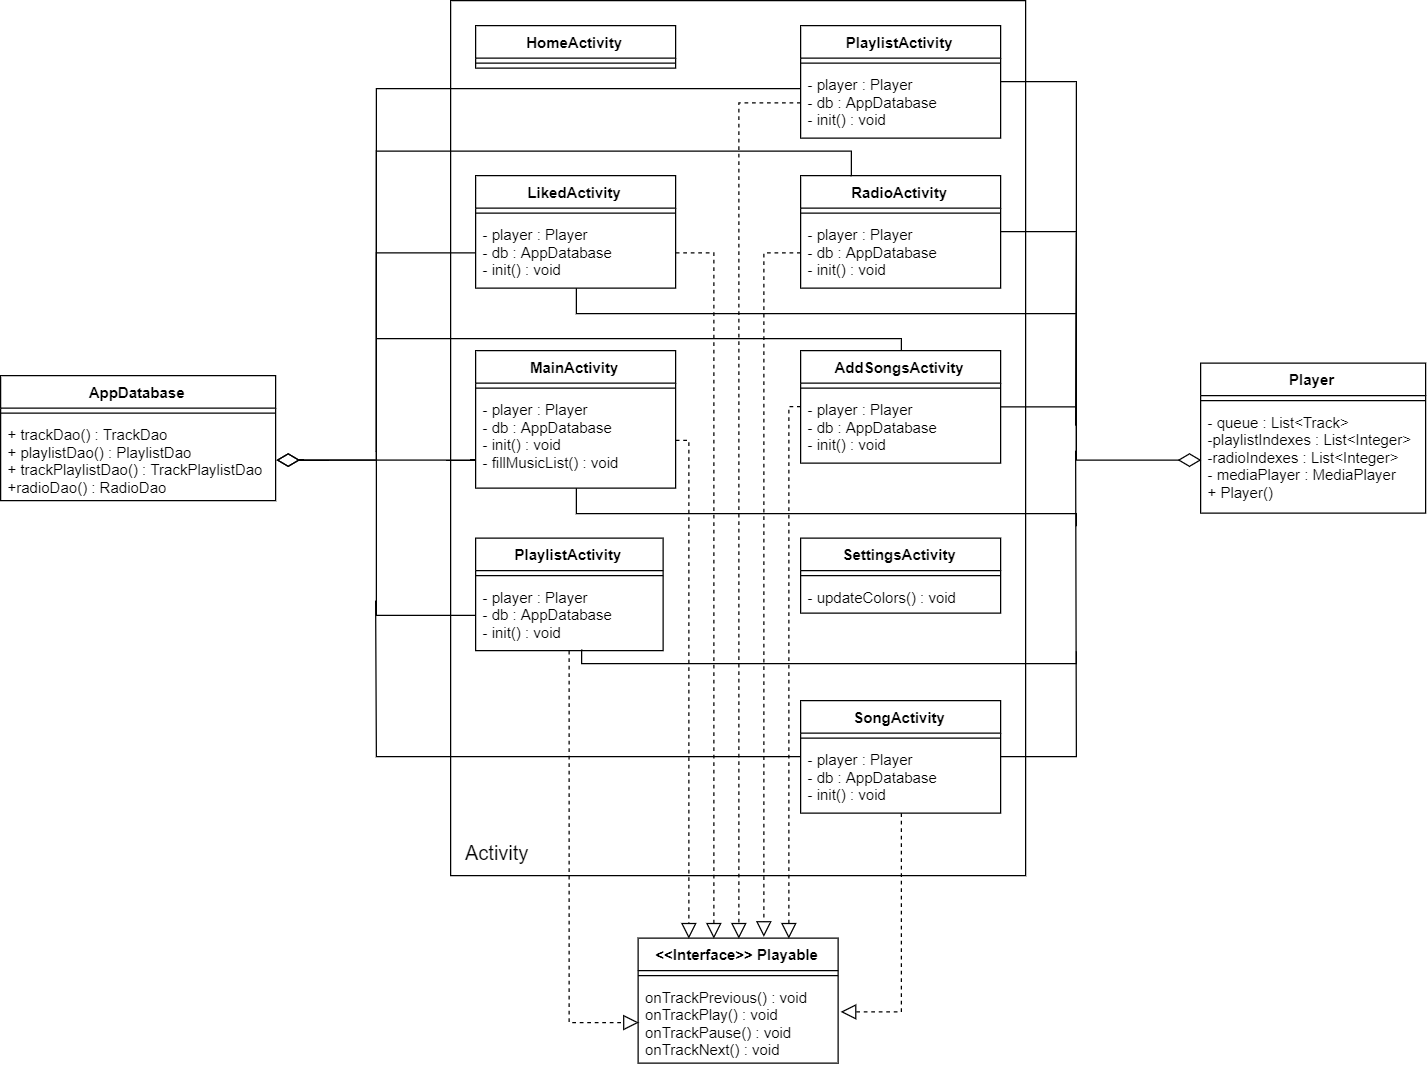 HomeActivity
PlaylistActivity
- player : Player
- db : AppDatabase
- init() : void
LikedActivity
- player : Player
- db : AppDatabase
- init() : void
RadioActivity
- player : Player
- db : AppDatabase
- init() : void
AppDatabase
+ trackDao() : TrackDao
+ playlistDao() : PlaylistDao
+ trackPlaylistDao() : TrackPlaylistDao
+radioDao() : RadioDao
MainActivity
- player : Player
- db : AppDatabase
- init() : void
- fillMusicList() : void
AddSongsActivity
- player : Player
- db : AppDatabase
- init() : void
Player
- queue : List<Track>
-playlistIndexes : List<Integer>
-radioIndexes : List<Integer>
- mediaPlayer : MediaPlayer
+ Player()
PlaylistActivity
- player : Player
- db : AppDatabase
- init() : void
SettingsActivity
- updateColors() : void
SongActivity
- player : Player
- db : AppDatabase
- init() : void
Activity
<<Interface>> Playable
onTrackPrevious() : void
onTrackPlay() : void
onTrackPause() : void
onTrackNext() : void